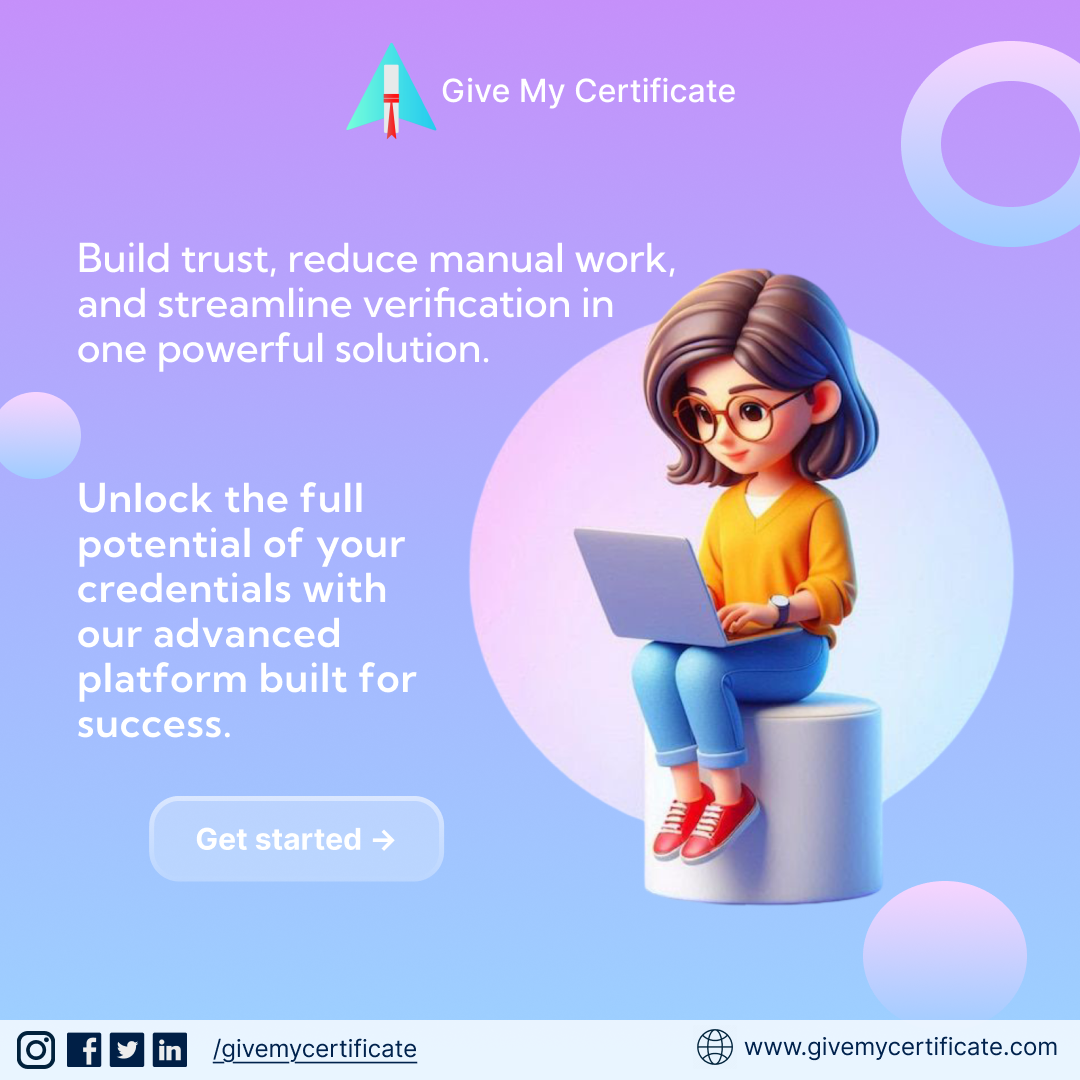 Give My Certificate
Build trust, reduce manual work,
and streamline verification in
one powerful solution.
Unlock the full
potential of your
credentials with
our advanced
platform built for
success.
Get started →
/givemycertificate
www.givemycertificate.com